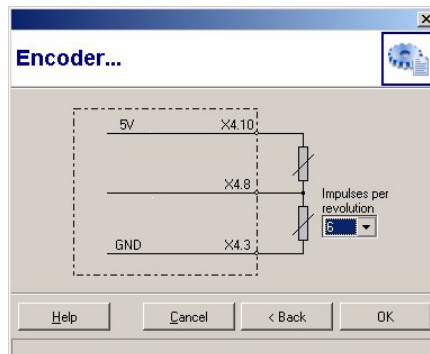 Encoder...
5V X4.10
X4.8
Impulses per
revolution
6
GND X4.3
Help Cancel < Back OK